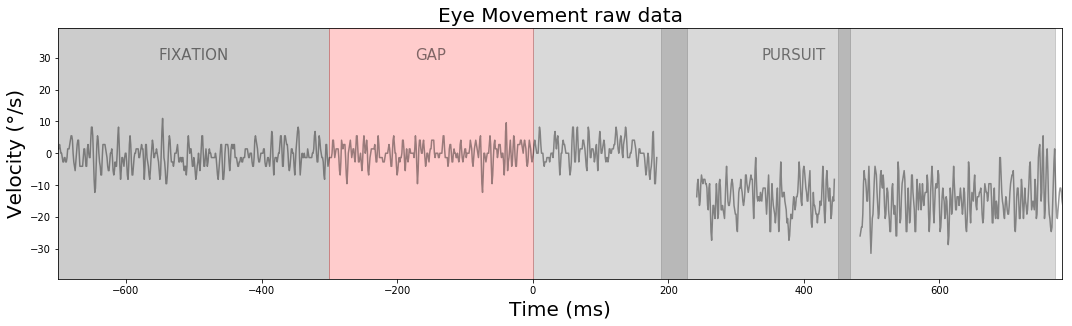 Eye Movement raw data
FIXATION GAP PURSUIT
Velocity (°/s)
30
20
10
0
−10
−20
−30
−600 −400 −200 0 200 400 600
Time (ms)